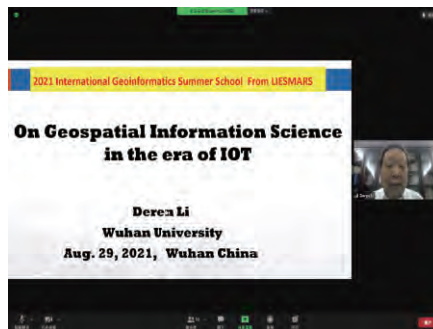 2021 International Geoinformatics Summer School From LIESMARS
On Geospatial Information Science
in the era of IOT
Deren Li
Wuhan University
Aug. 29, 2021, Wuhan China